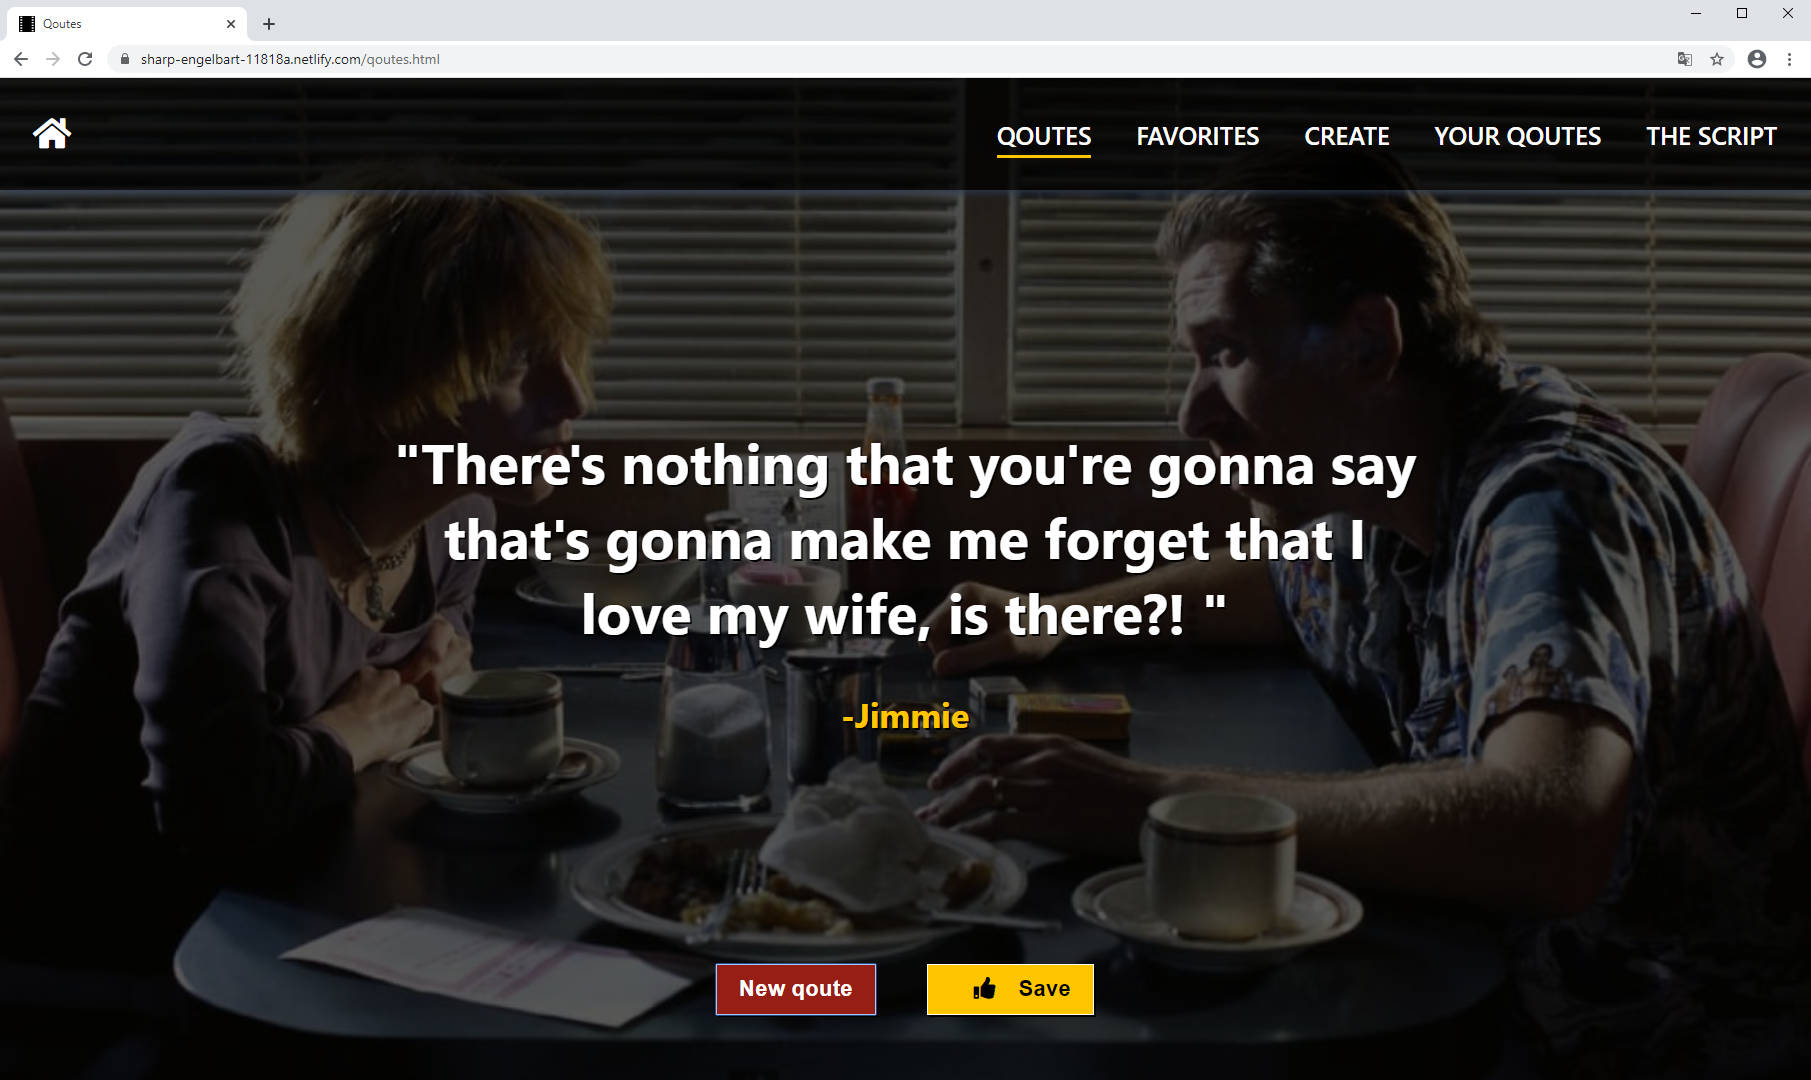 Qoutes
sharp-engelbart-11818a.netlify.com/qoutes.html
QOUTES FAVORITES CREATE YOUR QOUTES THE SCRIPT
"There's nothing that you're gonna say
that's gonna make me forget that I
love my wife, is there?! "
-Jimmie
New qoute Save